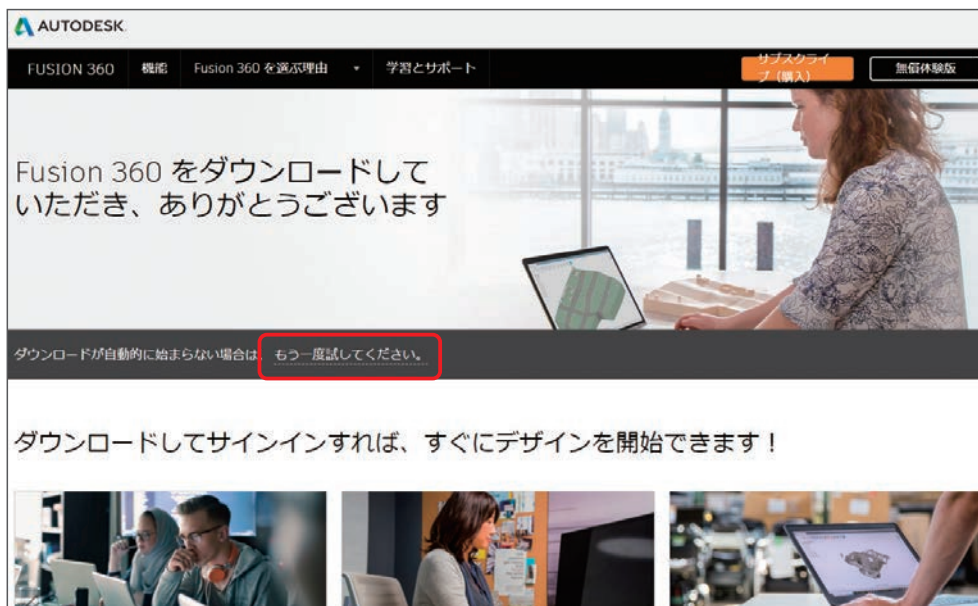 AUTODESK.
FUSION 360 機能 Fusion 360 を選ぶ理由 学習とサポート サブスクライ
ブ（購入） 無償体験版
Fusion 360 をダウンロードして
いただき、ありがとうございます
ダウンロードが自動的に始まらない場合は、もう一度試してください。
ダウンロードしてサインインすれば、すぐにデザインを開始できます！